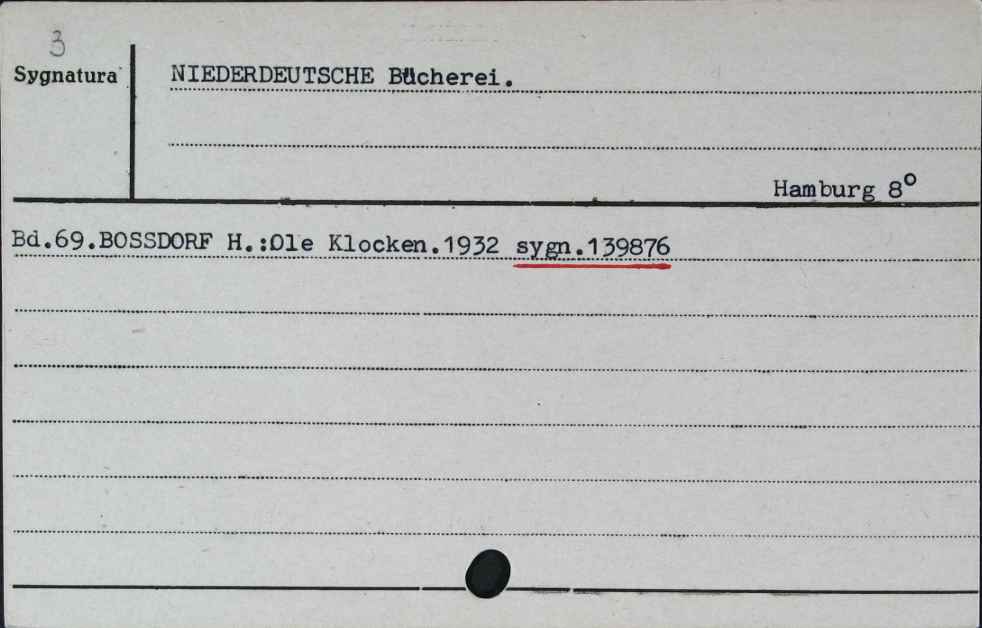 3
Sygnatura
NIEDERDEUTSCHE Bücherei.
Hamburg 8°
Bd.69.BOSSDORF H.:Ole Klocken.1932 sygn.139876